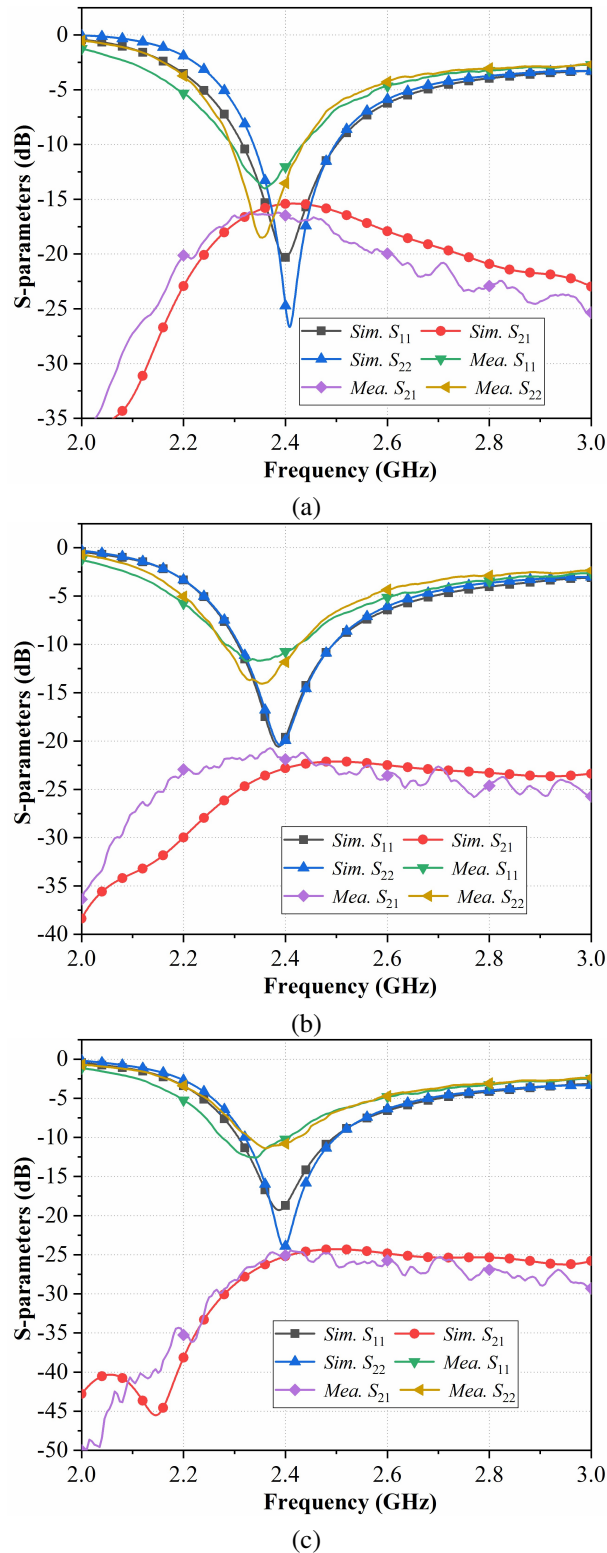 0
-5
-10
-15
-20
-25
-30
-35
S-parameters (dB)
Sim. S11 Sim. S21
Sim. S22 Mea. S11
Mea. S21 Mea. S22
2.0 2.2 2.4 2.6 2.8 3.0
Frequency (GHz)
(a)
0
-5
-10
-15
-20
-25
-30
-35
-40
S-parameters (dB)
Sim. S11 Sim. S21
Sim. S22 Mea. S11
Mea. S21 Mea. S22
2.0 2.2 2.4 2.6 2.8 3.0
Frequency (GHz)
(b)
0
-5
-10
-15
-20
-25
-30
-35
-40
-45
-50
S-parameters (dB)
Sim. S11 Sim. S21
Sim. S22 Mea. S11
Mea. S21 Mea. S22
2.0 2.2 2.4 2.6 2.8 3.0
Frequency (GHz)
(c)